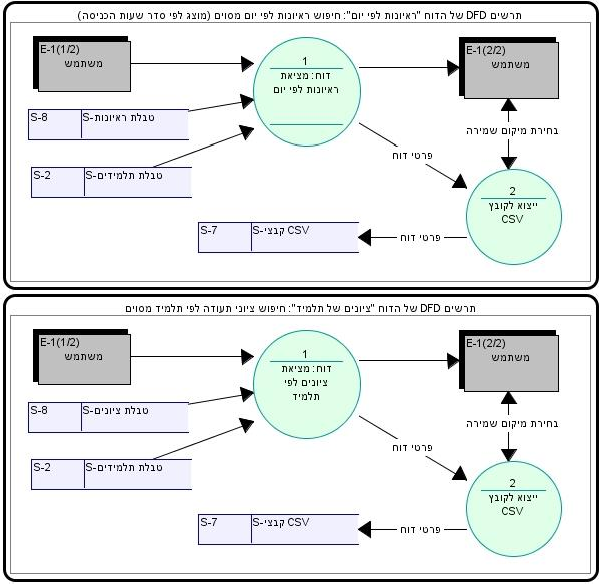 תרשים DFD של הדוח "ראיונות לפי יום": חיפוש ראיונות לפי יום מסוים (מוצג לפי סדר שעות הכניסה)
E-1(1/2)
משתמש
1
דוח: מציאת
ראיונות לפי יום
E-1(2/2)
משתמש
S-8
טבלת ראיונות-S
S-2
טבלת תלמידים-S
בחירת מיקום שמירה
פרטי דוח
2
ייצוא לקובץ
CSV
S-7
קבצי-S CSV
פרטי דוח
תרשים DFD של הדוח "ציונים של תלמיד": חיפוש ציוני תעודה לפי תלמיד מסוים
E-1(1/2)
משתמש
1
דוח: מציאת
ציונים לפי
תלמיד
E-1(2/2)
משתמש
S-8
טבלת ציונים-S
S-2
טבלת תלמידים-S
בחירת מיקום שמירה
פרטי דוח
2
ייצוא לקובץ
CSV
S-7
קבצי-S CSV
פרטי דוח